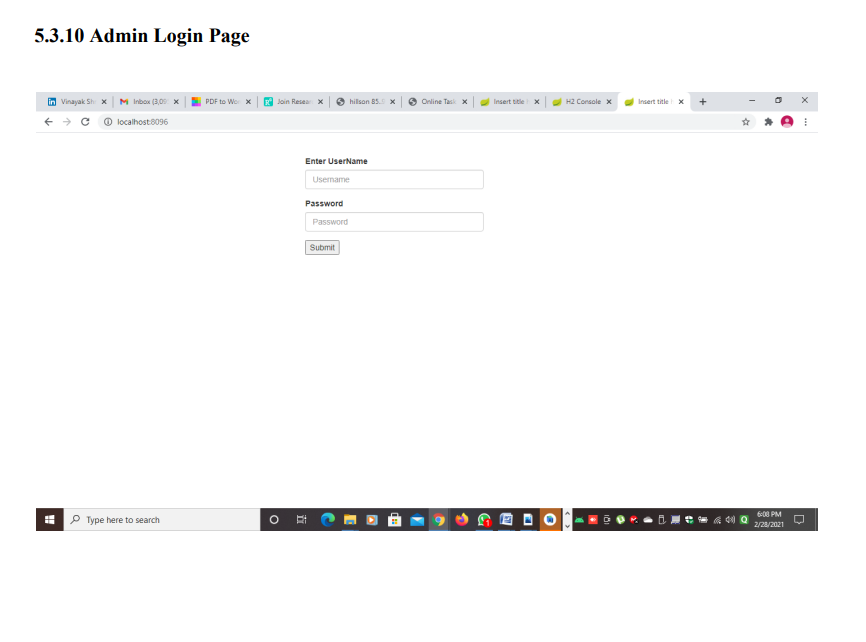 5.3.10 Admin Login Page
Vinayak Sh
Inbox (3,09
PDF to Wor
Join Resear
hillson 85.
Online Task
Insert title
H2 Console
Insert title
localhost:8096
Enter UserName
Username
Password
Password
Submit
Type here to search
6:08 PM
2/28/2021